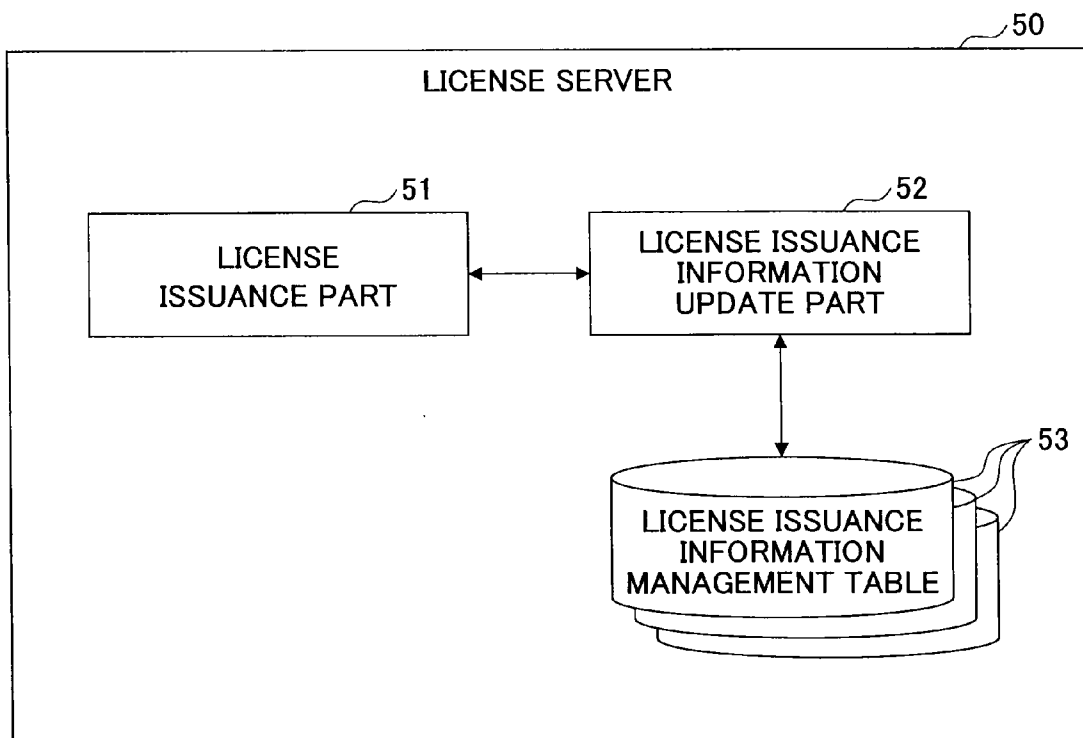 50
LICENSE SERVER
51
LICENSE
ISSUANCE PART
52
LICENSE ISSUANCE
INFORMATION
UPDATE PART
53
LICENSE ISSUANCE
INFORMATION
MANAGEMENT TABLE